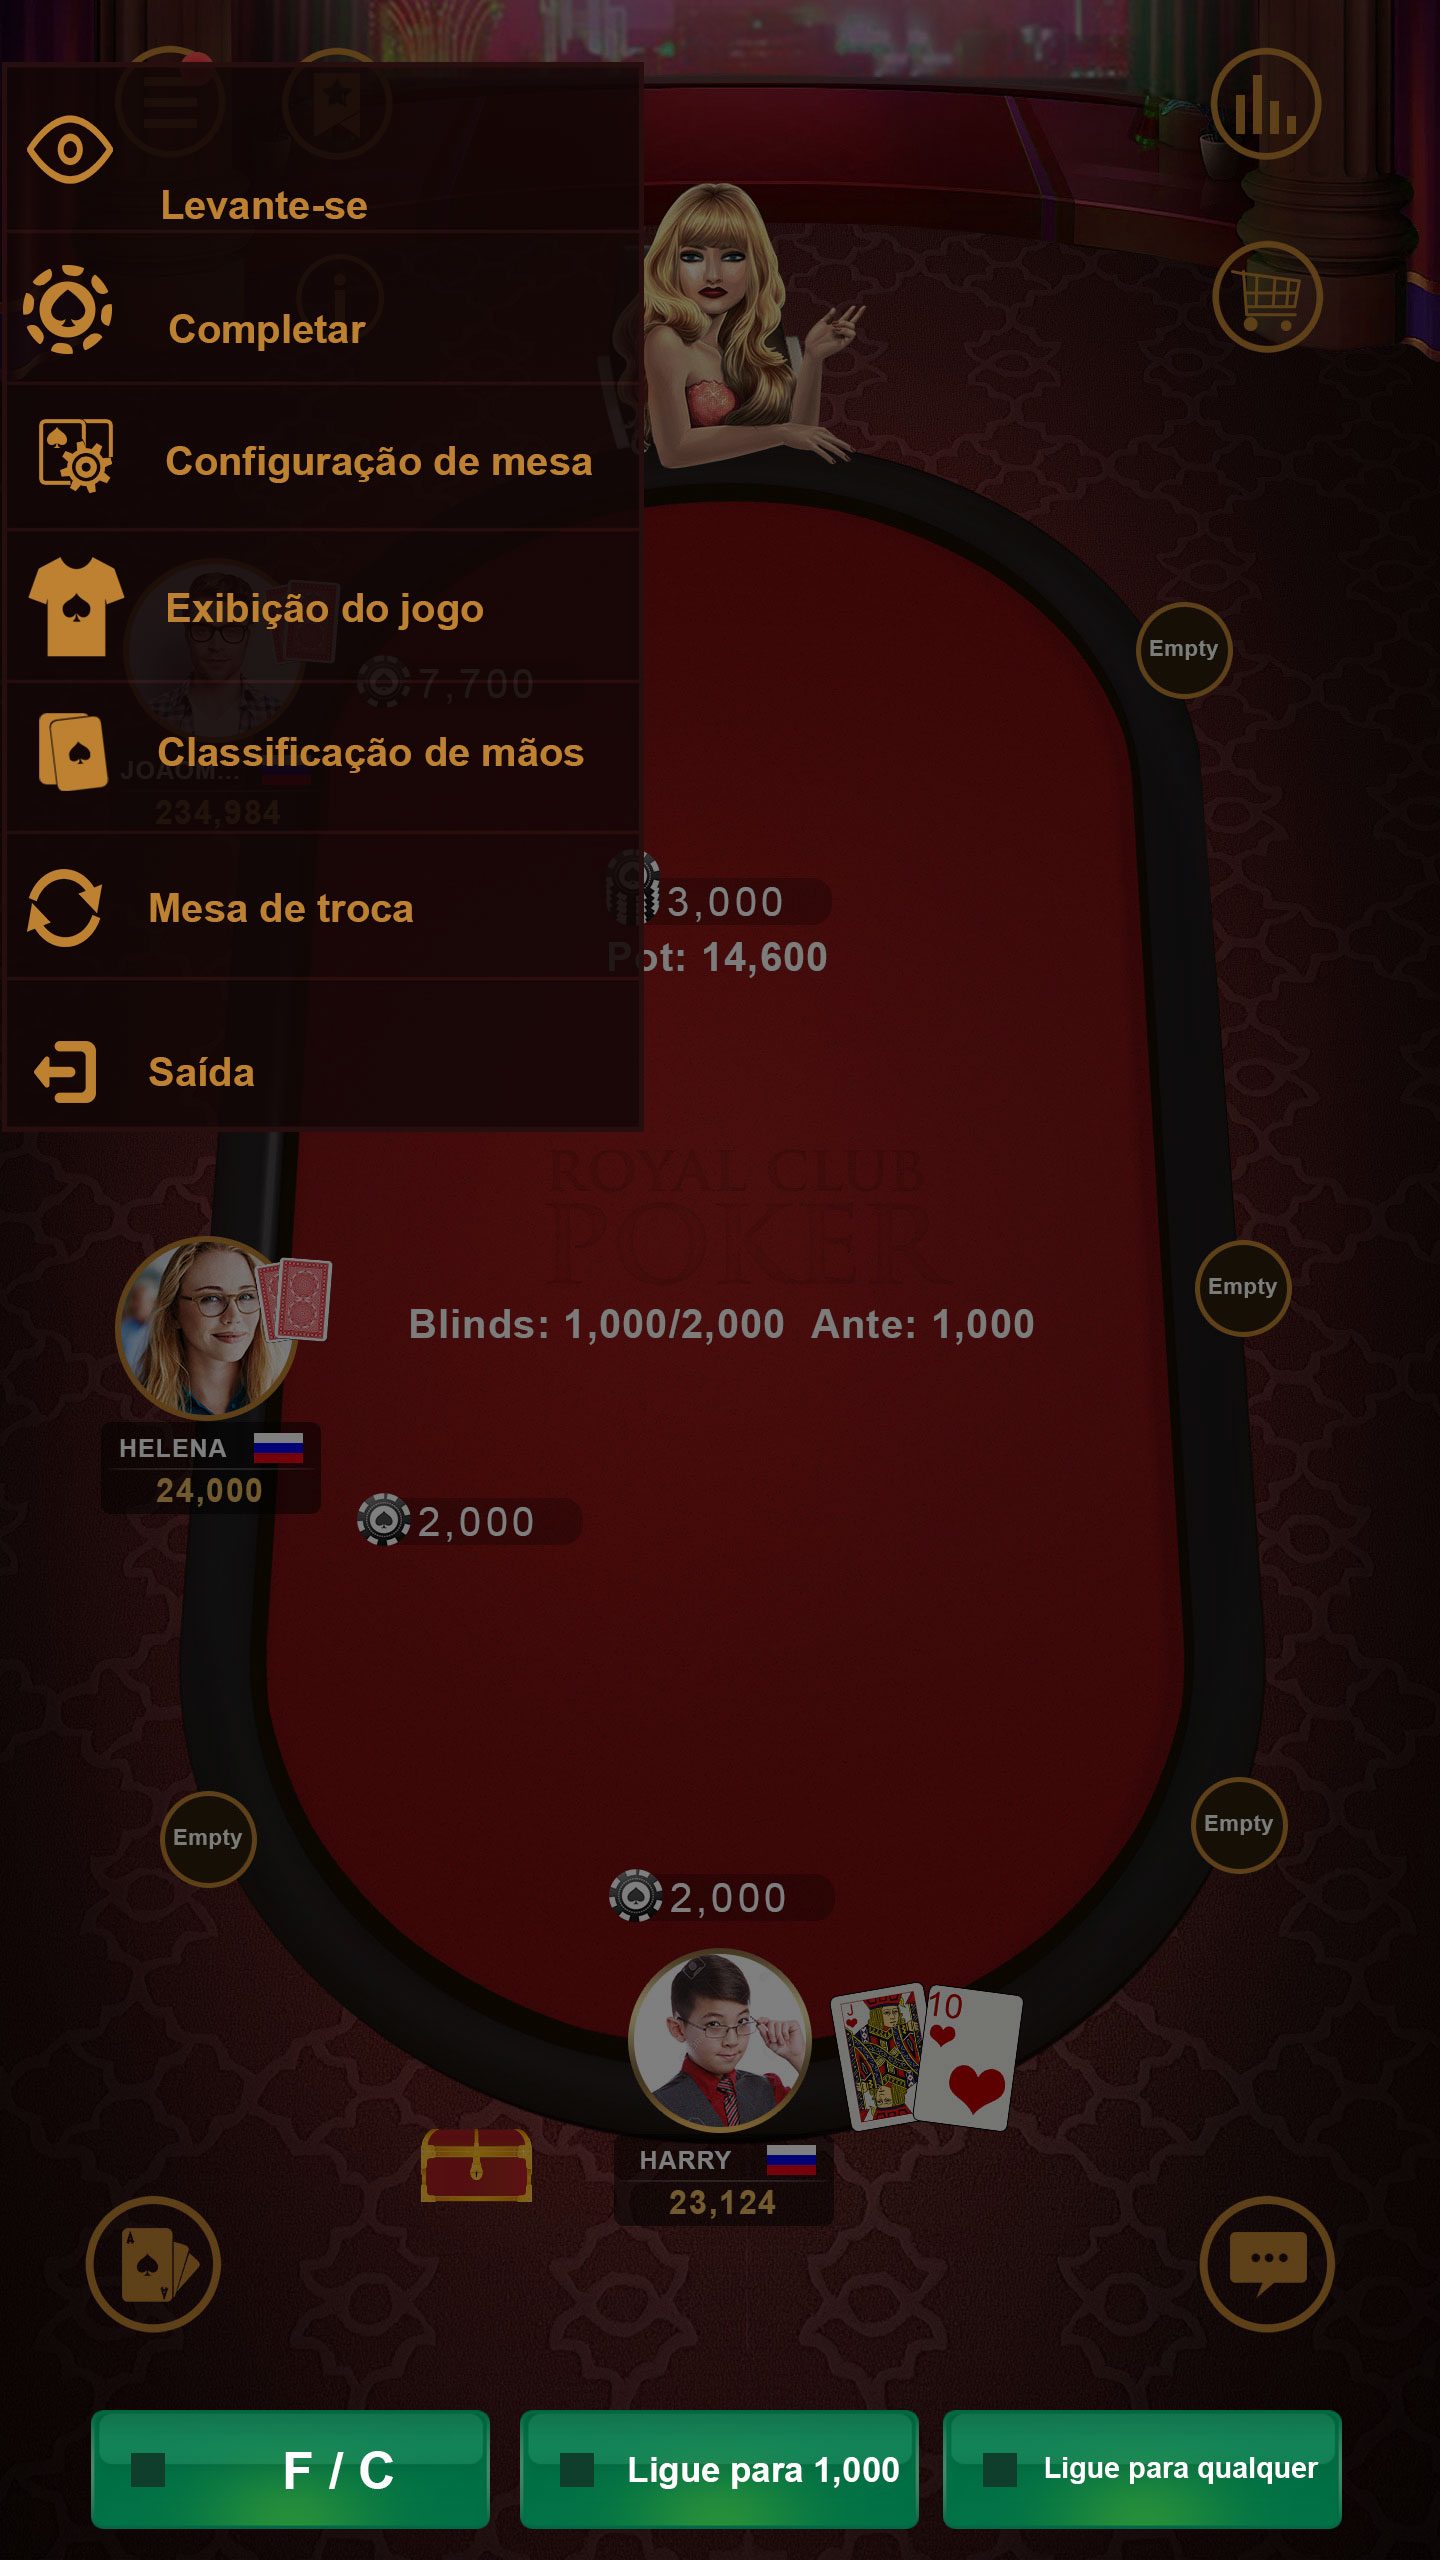 Levante-se
Completar
Configuração de mesa
Exibição do jogo
7,700
Classificação de mãos
JOAOM...
234,984
Mesa de troca
Saída
Empty
3,000
Pot: 14,600
ROYAL CLUB
POKER
Blinds: 1,000/2,000 Ante: 1,000
Empty
HELENA
24,000
2,000
Empty
Empty
2,000
J
10
HARRY
23,124
A
A
F / C
Ligue para 1,000
Ligue para qualquer